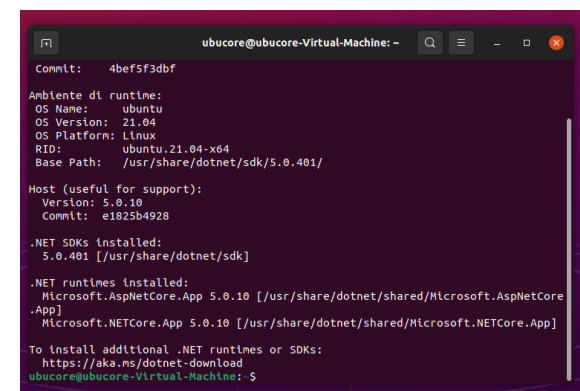 ubucore@ubucore-Virtual-Machine: ~
Commit: 4bef5f3dbf
Ambiente di runtime:
OS Name: ubuntu
OS Version: 21.04
OS Platform: Linux
RID: ubuntu.21.04-x64
Base Path: /usr/share/dotnet/sdk/5.0.401/
Host (useful for support):
Version: 5.0.10
Commit: e1825b4928
.NET SDKs installed:
5.0.401 [/usr/share/dotnet/sdk]
.NET runtimes installed:
Microsoft.AspNetCore.App 5.0.10 [/usr/share/dotnet/shared/Microsoft.AspNetCore
.App]
Microsoft.NETCore.App 5.0.10 [/usr/share/dotnet/shared/Microsoft.NETCore.App]
To install additional .NET runtimes or SDKs:
https://aka.ms/dotnet-download
ubucore@ubucore-Virtual-Machine:~$